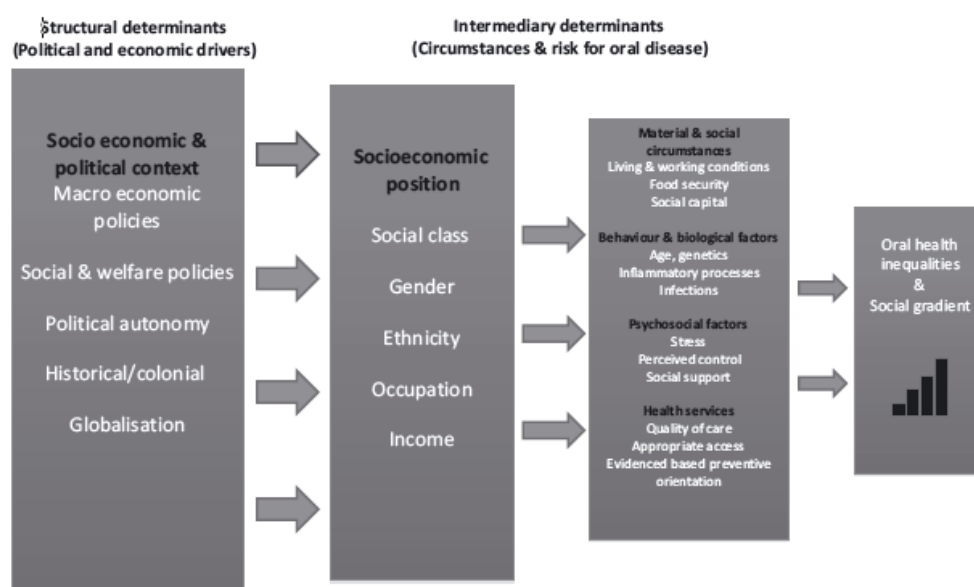 Structural determinants
(Political and economic drivers)
Intermediary determinants
(Circumstances & risk for oral disease)
Socio economic &
political context
Macro economic
policies
Social & welfare policies
Political autonomy
Historical/colonial
Globalisation
Socioeconomic
position
Social class
Gender
Ethnicity
Occupation
Income
Material & social
circumstances
Living & working conditions
Food security
Social capital
Behaviour & biological factors
Age, genetics
Inflammatory processes
Infections
Psychosocial factors
Stress
Perceived control
Social support
Health services
Quality of care
Appropriate access
Evidenced based preventive
orientation
Oral health
inequalities
&
Social gradient